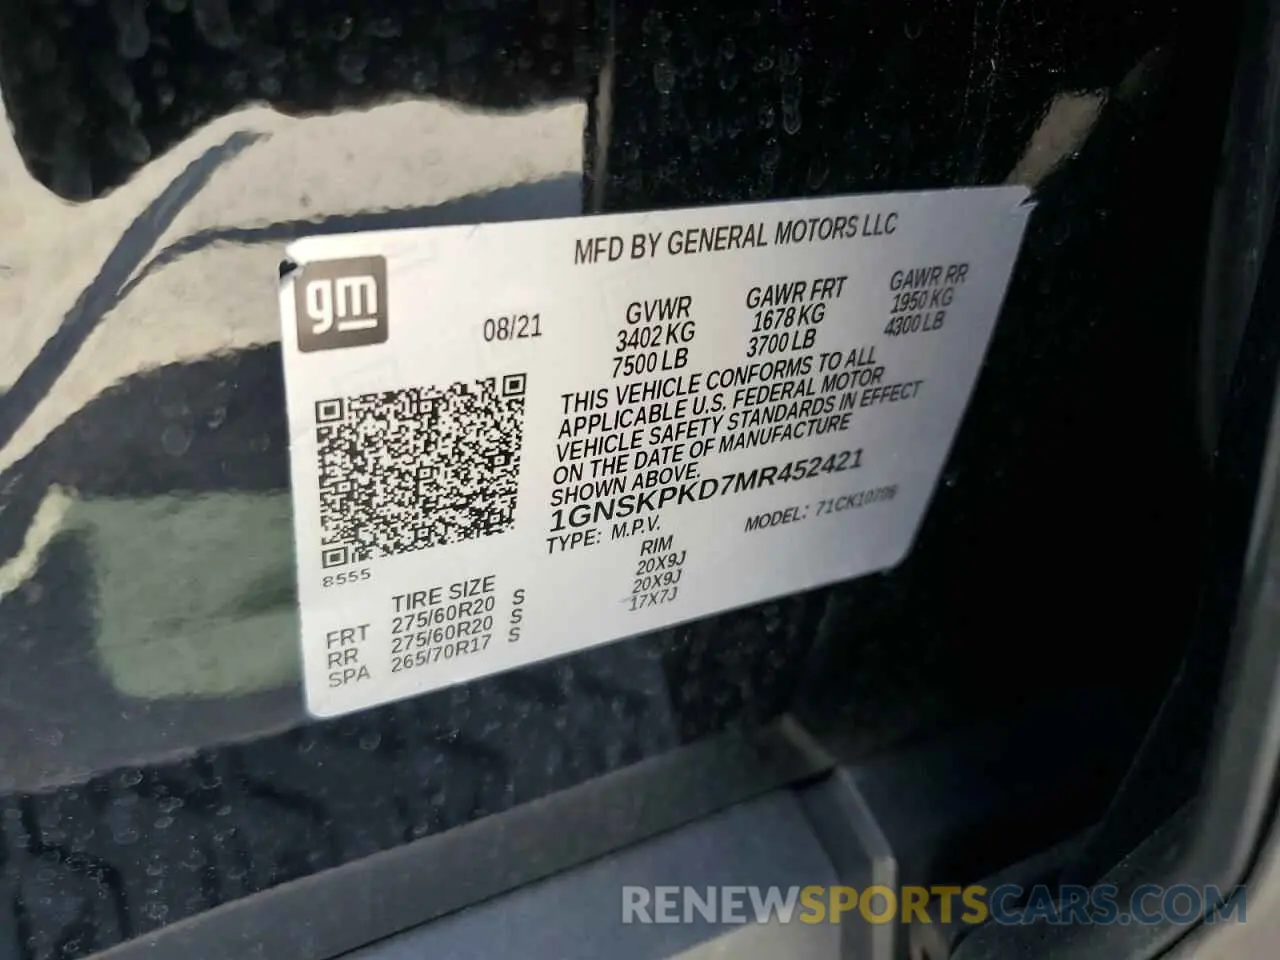 MFD BY GENERAL MOTORS LLC
gm
08/21
GVWR
3402 KG
7500 LB
GAWR FRT
1678 KG
3700 LB
GAWR RR
1950 KG
4300 LB
THIS VEHICLE CONFORMS TO ALL
APPLICABLE U.S. FEDERAL MOTOR
VEHICLE SAFETY STANDARDS IN EFFECT
ON THE DATE OF MANUFACTURE
SHOWN ABOVE.
1GNSKPKD7MR452421
TYPE: M.P.V.
MODEL: 71CK10706
8555
TIRE SIZE
RIM
FRT 275/60R20 S 20X9J
RR 275/60R20 S 20X9J
SPA 265/70R17 S 17X7J
RENEWSPORTSCARS.COM